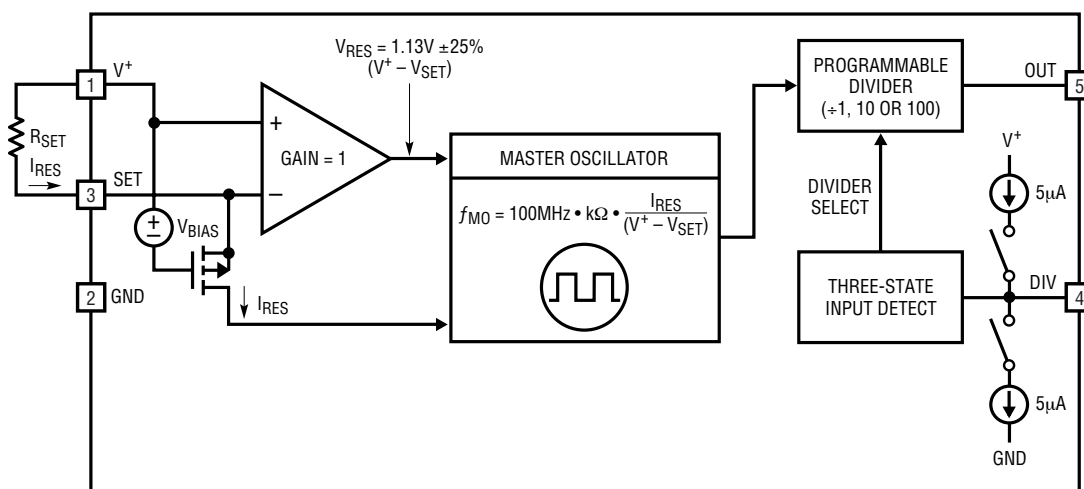 V+
1
RSET
IRES
3
SET
+
−
VBIAS
2
GND
+
−
GAIN = 1
VRES = 1.13V ±25%
(V+ – VSET)
IRES
MASTER OSCILLATOR
ƒMO = 100MHz • kΩ • IRES
(V+ – VSET)
PROGRAMMABLE
DIVIDER
(÷1, 10 OR 100)
OUT
5
DIVIDER
SELECT
THREE-STATE
INPUT DETECT
V+
5µA
DIV
4
5µA
GND